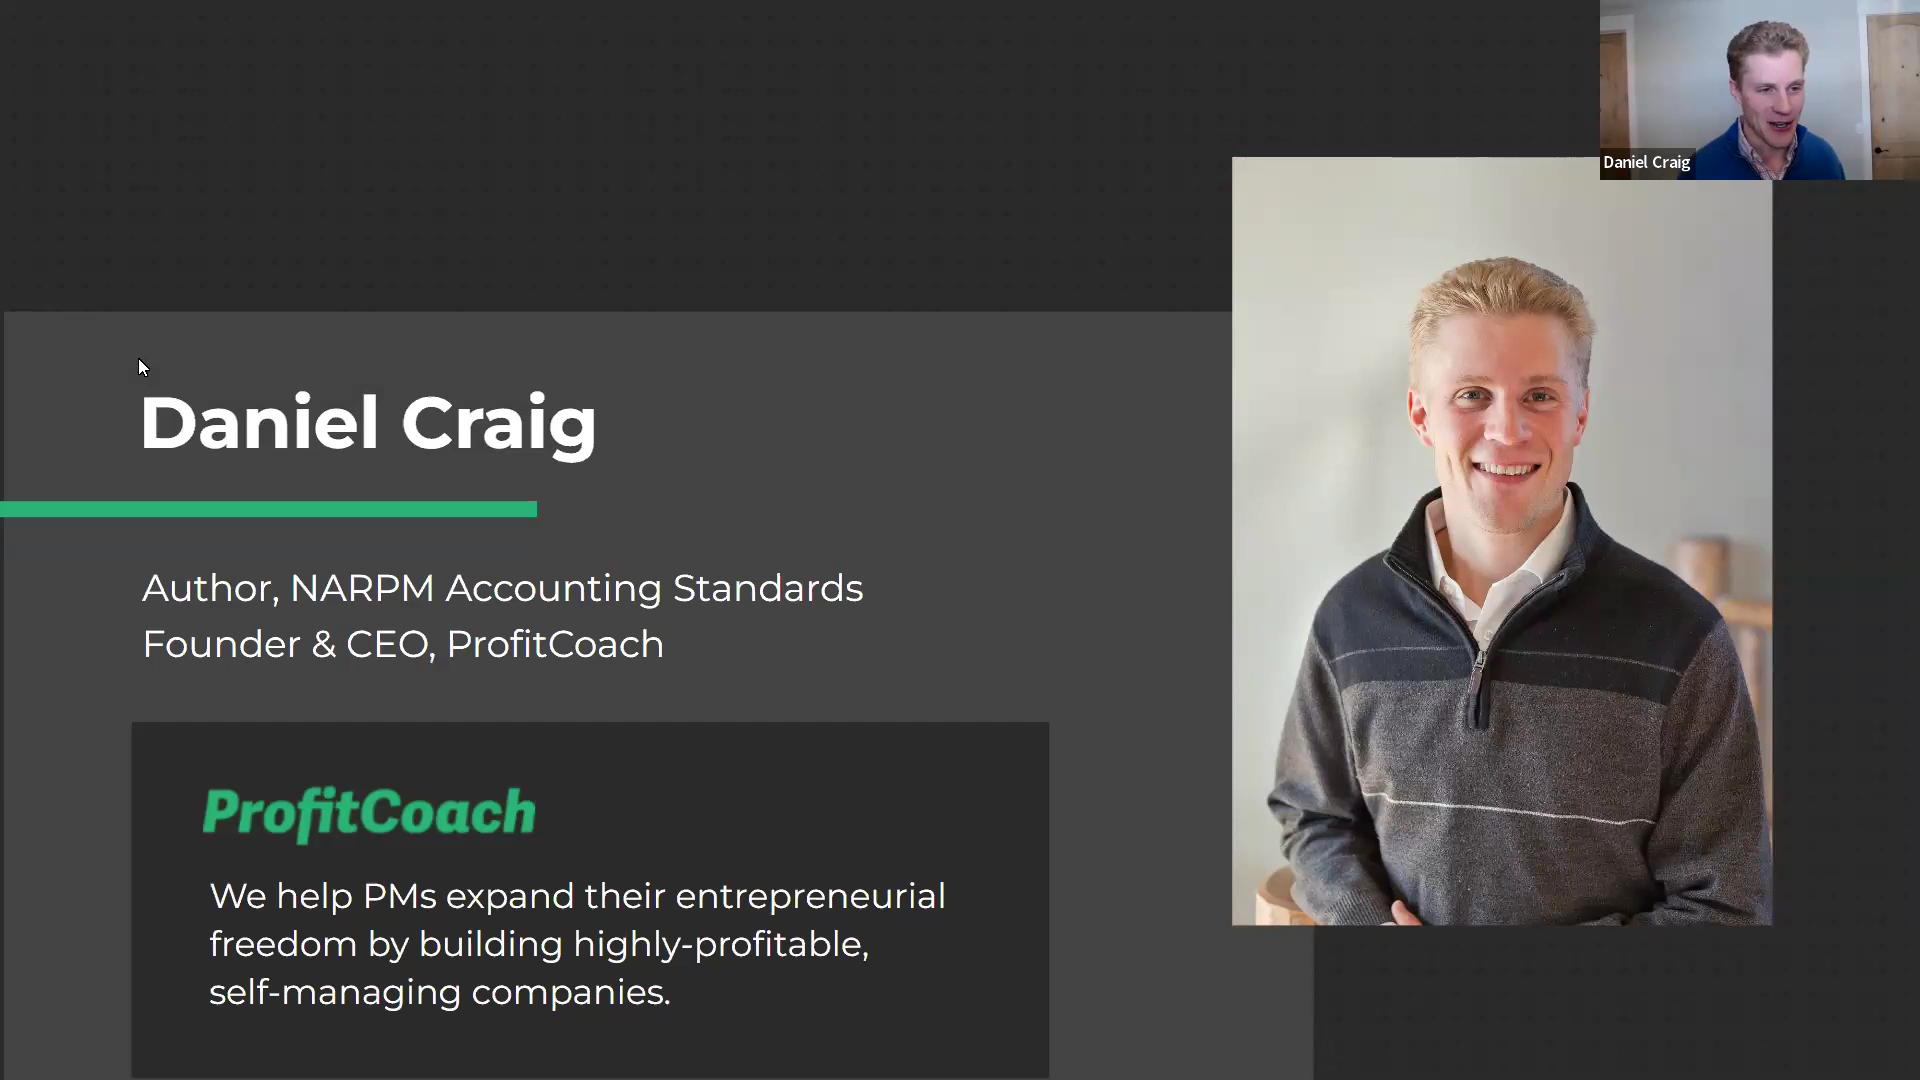 Daniel Craig
Daniel Craig
Author, NARPM Accounting Standards
Founder & CEO, ProfitCoach
ProfitCoach
We help PMs expand their entrepreneurial
freedom by building highly-profitable,
self-managing companies.